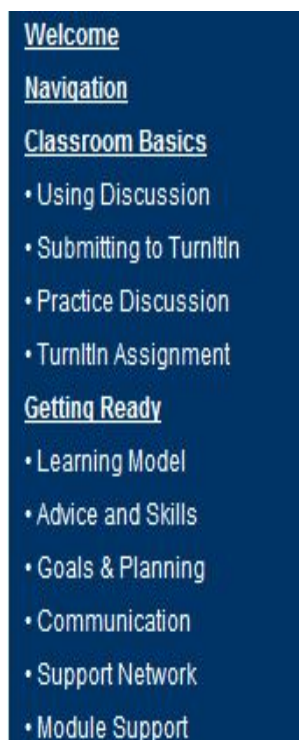 Welcome
Navigation
Classroom Basics
• Using Discussion
• Submitting to TurnItIn
• Practice Discussion
• TurnItIn Assignment
Getting Ready
• Learning Model
• Advice and Skills
• Goals & Planning
• Communication
• Support Network
• Module Support